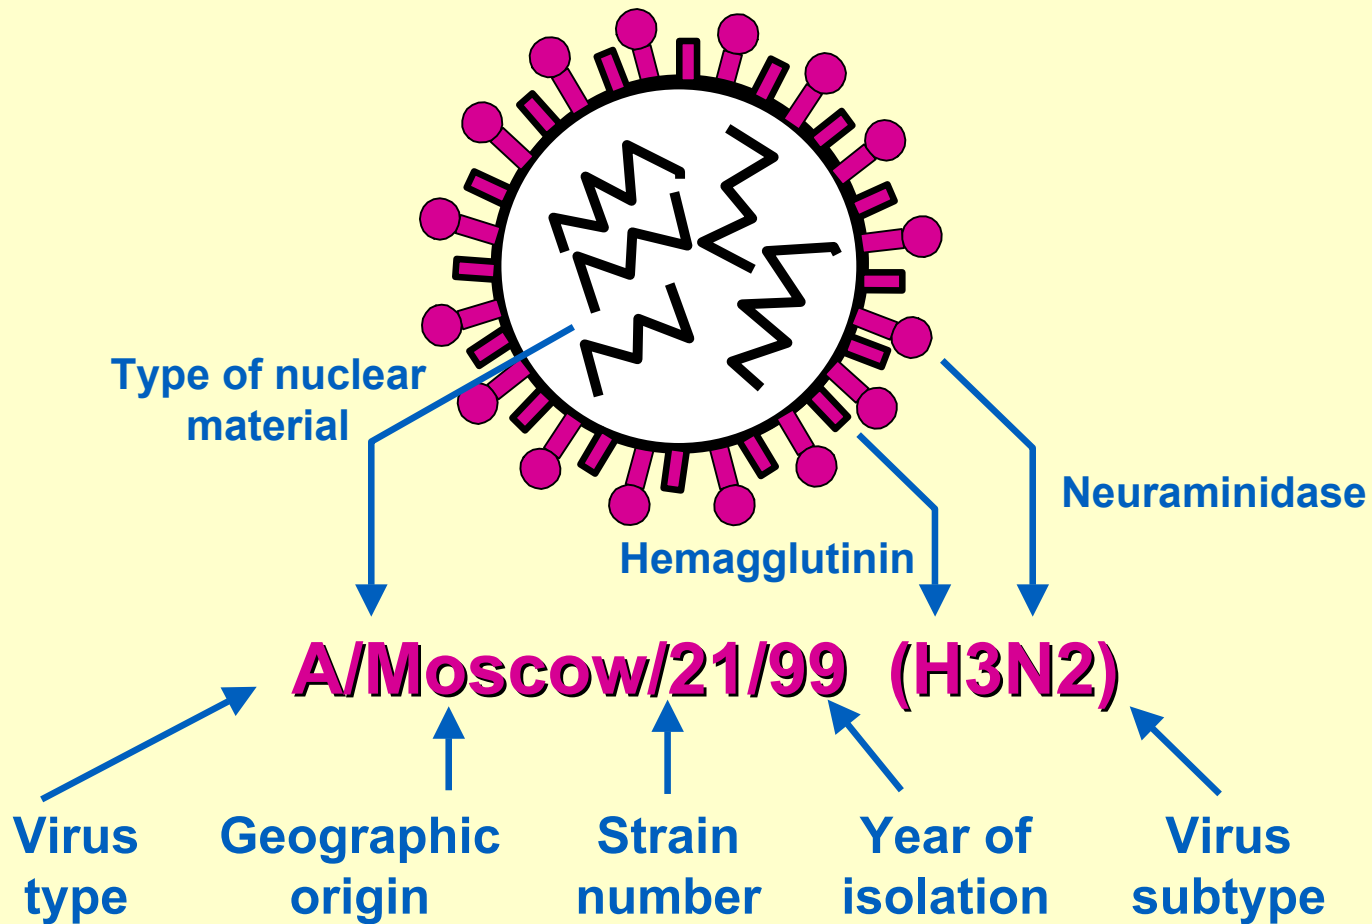 Type of nuclear
material
Neuraminidase
Hemagglutinin
A/Moscow/21/99 (H3N2)
Virus
type
Geographic
origin
Strain
number
Year of
isolation
Virus
subtype